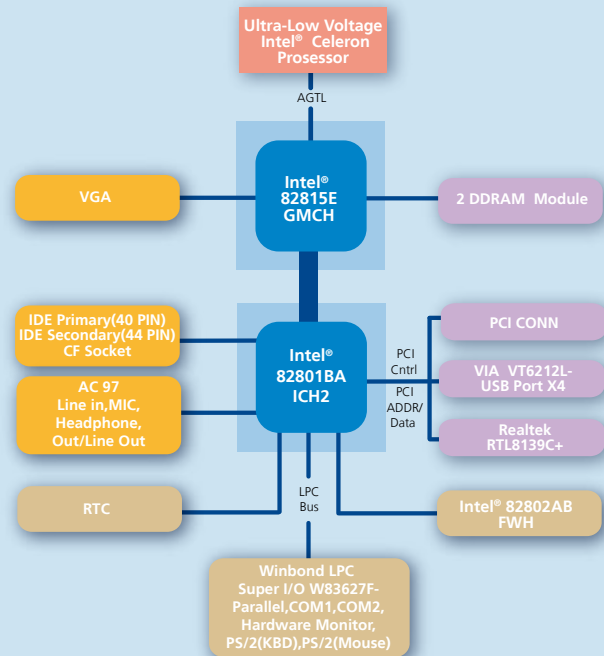 Ultra-Low Voltage
Intel® Celeron
Prosessor
AGTL
Intel®
82815E
GMCH
VGA
2 DDRAM Module
IDE Primary(40 PIN)
IDE Secondary(44 PIN)
CF Socket
AC 97
Line in,MIC,
Headphone,
Out/Line Out
Intel®
82801BA
ICH2
PCI
Cntrl
PCI
ADDR/
Data
PCI CONN
VIA VT6212L-
USB Port X4
Realtek
RTL8139C+
RTC
LPC
Bus
Intel® 82802AB
FWH
Winbond LPC
Super I/O W83627F-
Parallel,COM1,COM2,
Hardware Monitor,
PS/2(KBD),PS/2(Mouse)